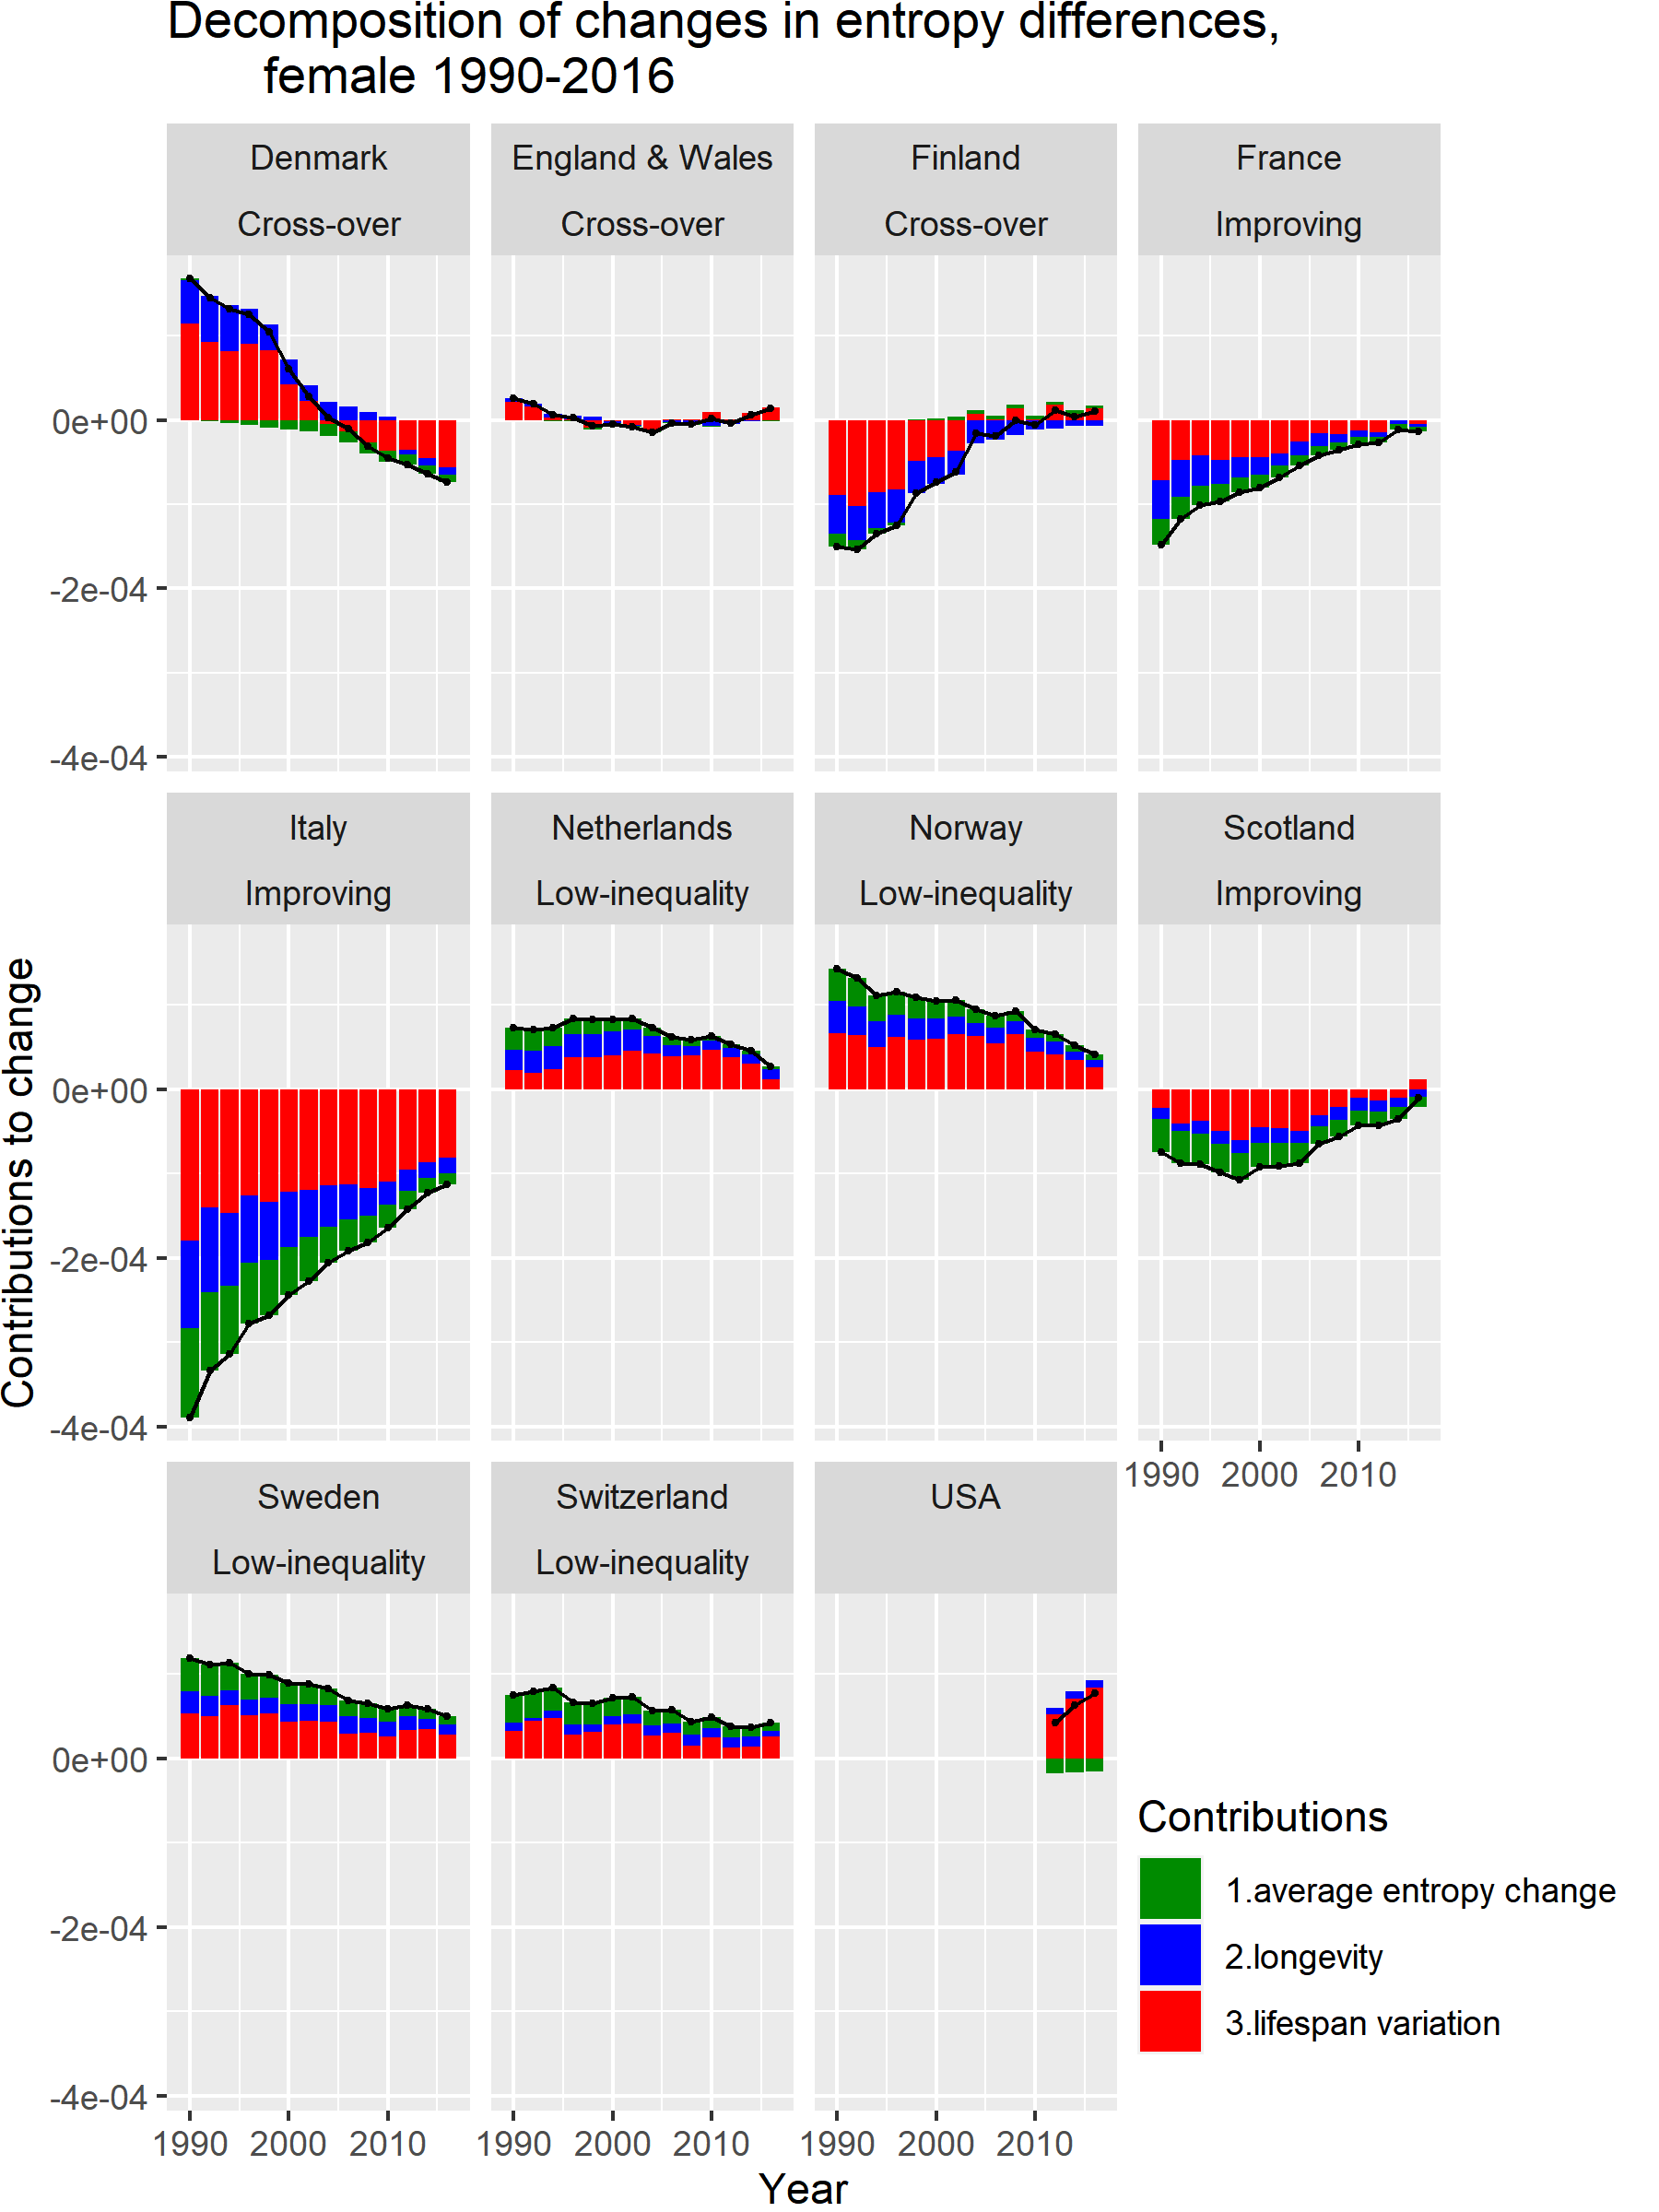 Decomposition of changes in entropy differences,
female 1990-2016
Denmark
Cross-over
England & Wales
Cross-over
Finland
Cross-over
France
Improving
0e+00
-2e-04
-4e-04
Italy
Improving
Netherlands
Low-inequality
Norway
Low-inequality
Scotland
Improving
Contributions to change
0e+00
-2e-04
-4e-04
1990 2000 2010
Sweden
Low-inequality
Switzerland
Low-inequality
USA
0e+00
-2e-04
-4e-04
1990 2000 2010
1990 2000 2010
1990 2000 2010
Year
Contributions
1.average entropy change
2.longevity
3.lifespan variation